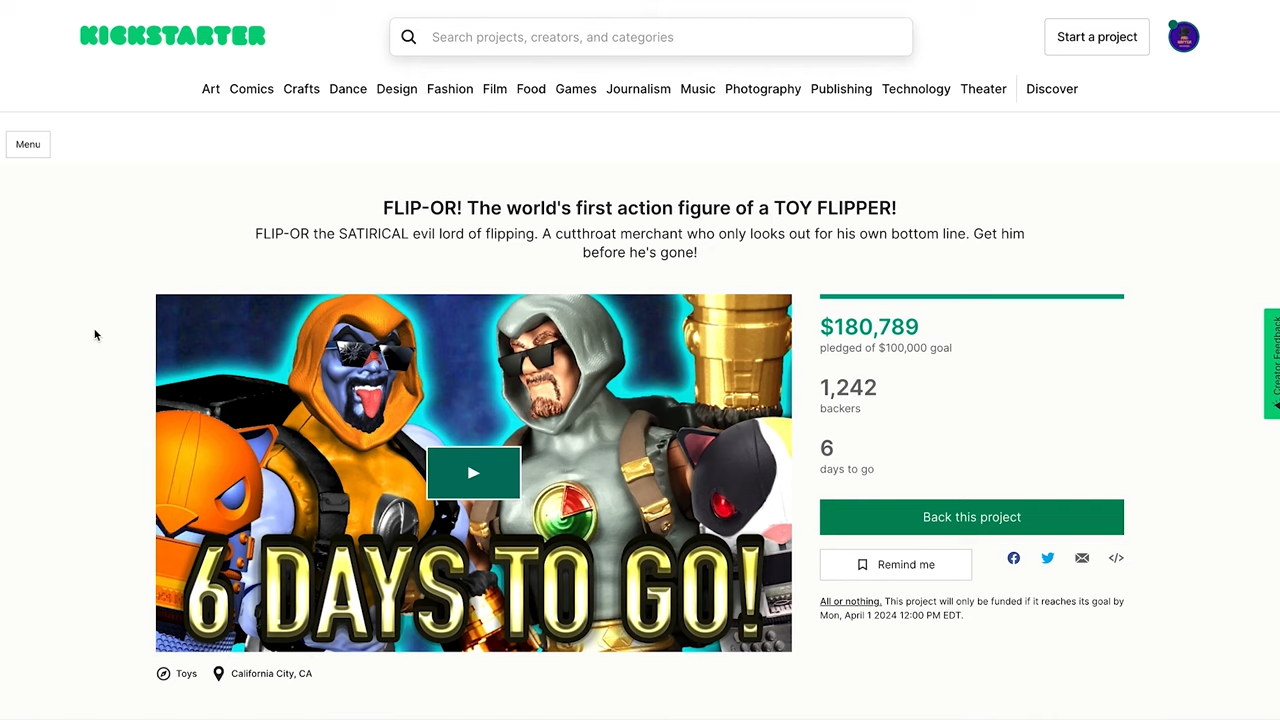 KICKSTARTER
Search projects, creators, and categories
Start a project
Art Comics Crafts Dance Design Fashion Film Food Games Journalism Music Photography Publishing Technology Theater Discover
Menu
FLIP-OR! The world's first action figure of a TOY FLIPPER!
FLIP-OR the SATIRICAL evil lord of flipping. A cutthroat merchant who only looks out for his own bottom line. Get him
before he's gone!
6 DAYS TO GO!
$180,789
pledged of $100,000 goal
1,242
backers
6
days to go
Back this project
Remind me
All or nothing. This project will only be funded if it reaches its goal by
Mon, April 1 2024 12:00 PM EDT.
Creator Feedback
Toys
California City, CA